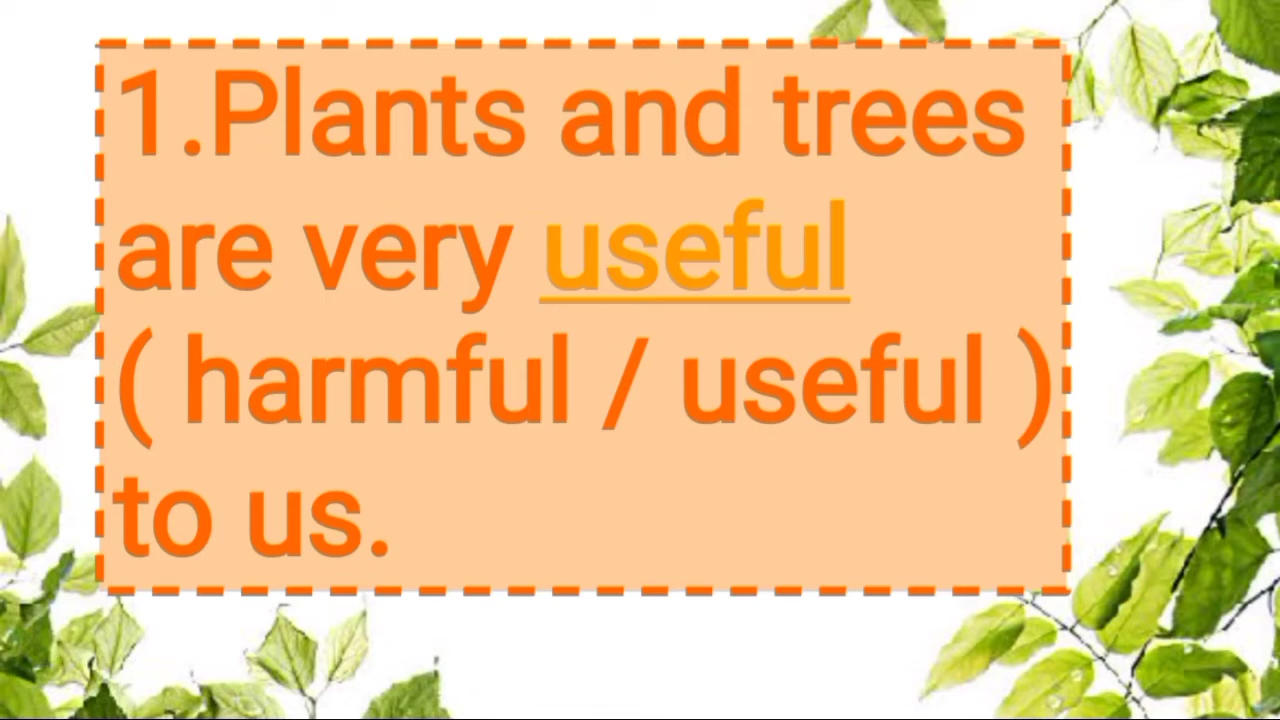 1.Plants and trees
are very useful
( harmful / useful )
to us.